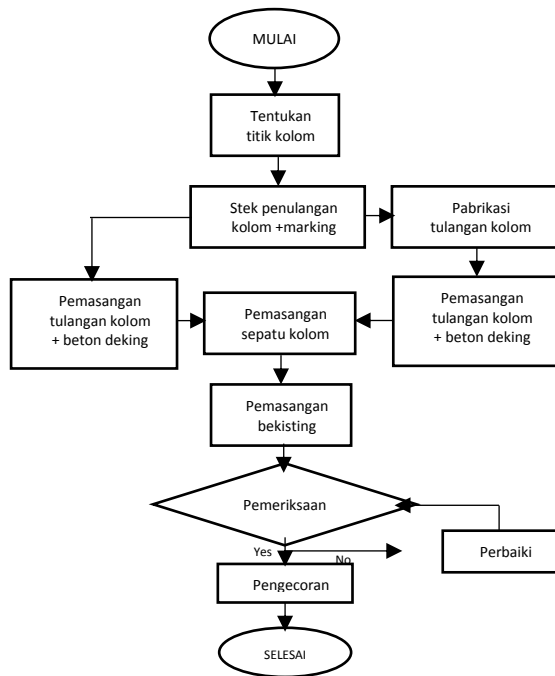 MULAI
Tentukan
titik kolom
Stek penulangan
kolom +marking
Pabrikasi
tulangan kolom
Pemasangan
tulangan kolom
+ beton deking
Pemasangan
sepatu kolom
Pemasangan
tulangan kolom
+ beton deking
Pemasangan
bekisting
Pemeriksaan
Perbaiki
Yes
No
Pengecoran
SELESAI